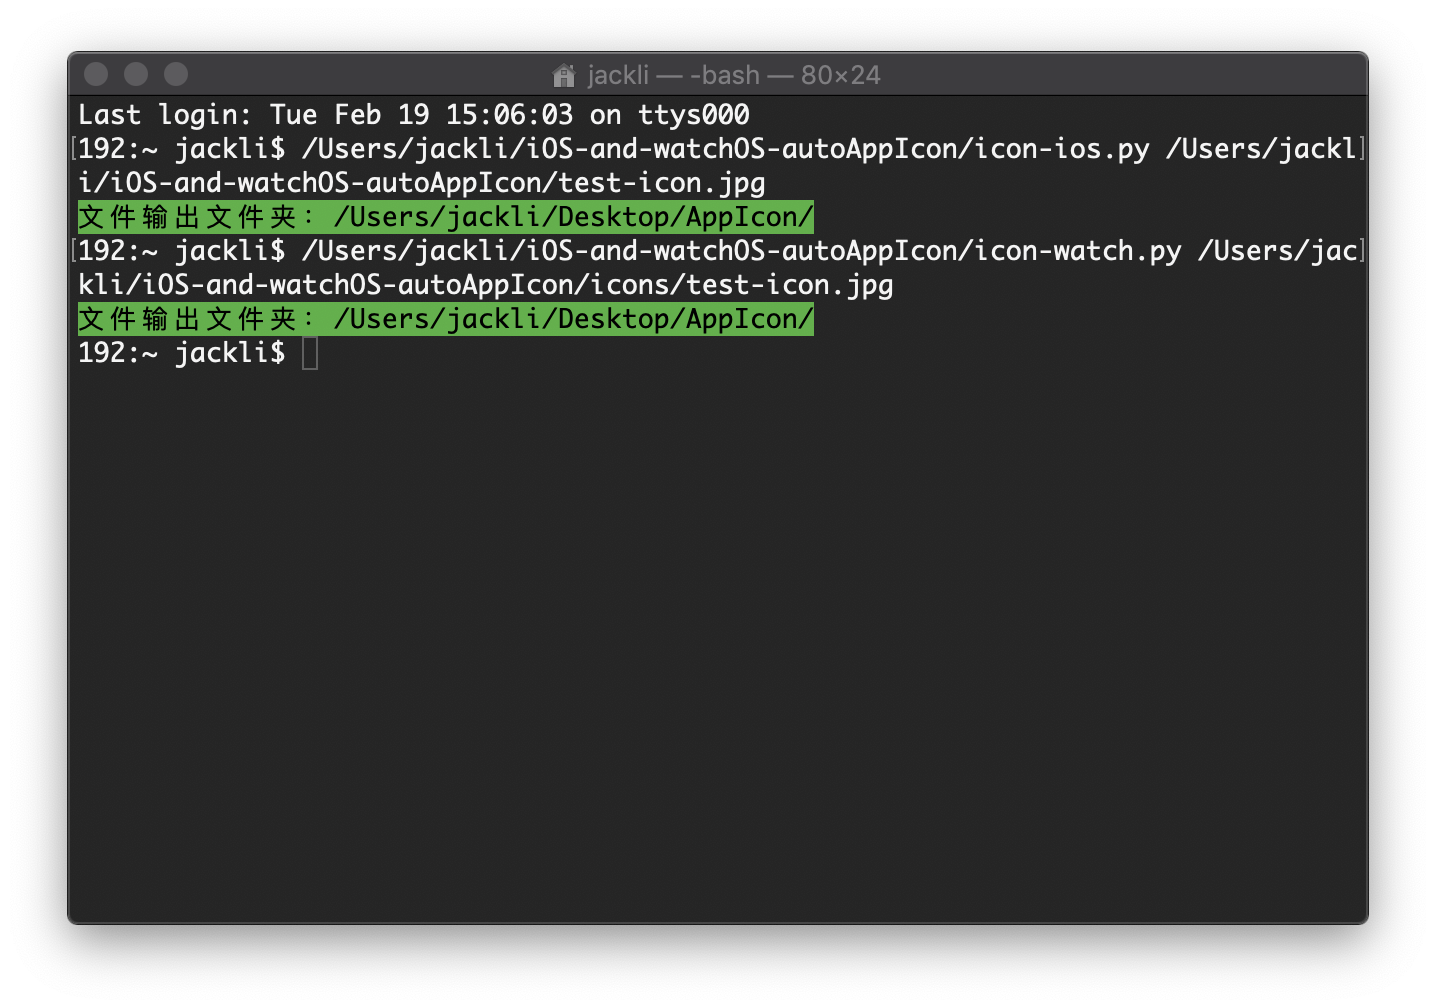 jackli — -bash — 80×24
Last login: Tue Feb 19 15:06:03 on ttys000
[192:~ jackli$ /Users/jackli/iOS-and-watchOS-autoAppIcon/icon-ios.py /Users/jackl]
i/iOS-and-watchOS-autoAppIcon/test-icon.jpg
文件输出文件夹: /Users/jackli/Desktop/AppIcon/
[192:~ jackli$ /Users/jackli/iOS-and-watchOS-autoAppIcon/icon-watch.py /Users/jac]
kli/iOS-and-watchOS-autoAppIcon/icons/test-icon.jpg
文件输出文件夹: /Users/jackli/Desktop/AppIcon/
192:~ jackli$